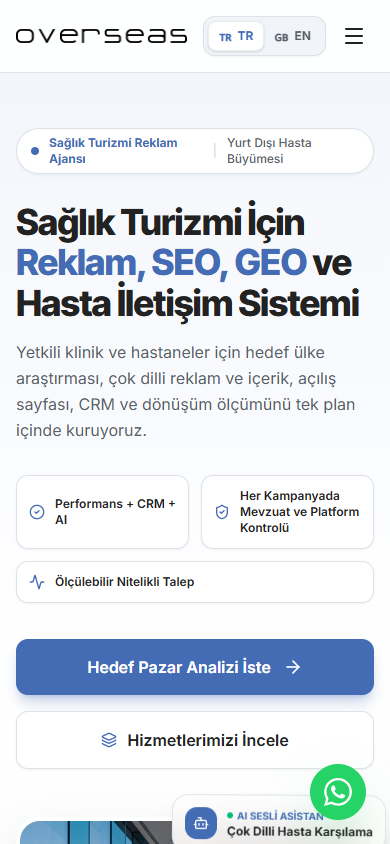 overseas
TR TR GB EN
Sağlık Turizmi Reklam
Ajansı
Yurt Dışı Hasta
Büyümesi
Sağlık Turizmi İçin
Reklam, SEO, GEO ve
Hasta İletişim Sistemi
Yetkili klinik ve hastaneler için hedef ülke
araştırması, çok dilli reklam ve içerik, açılış
sayfası, CRM ve dönüşüm ölçümünü tek plan
içinde kuruyoruz.
Performans + CRM +
AI
Her Kampanyada
Mevzuat ve Platform
Kontrolü
Ölçülebilir Nitelikli Talep
Hedef Pazar Analizi İste
Hizmetlerimizi İncele
AI SESLİ ASİSTAN
Çok Dilli Hasta Karşılama